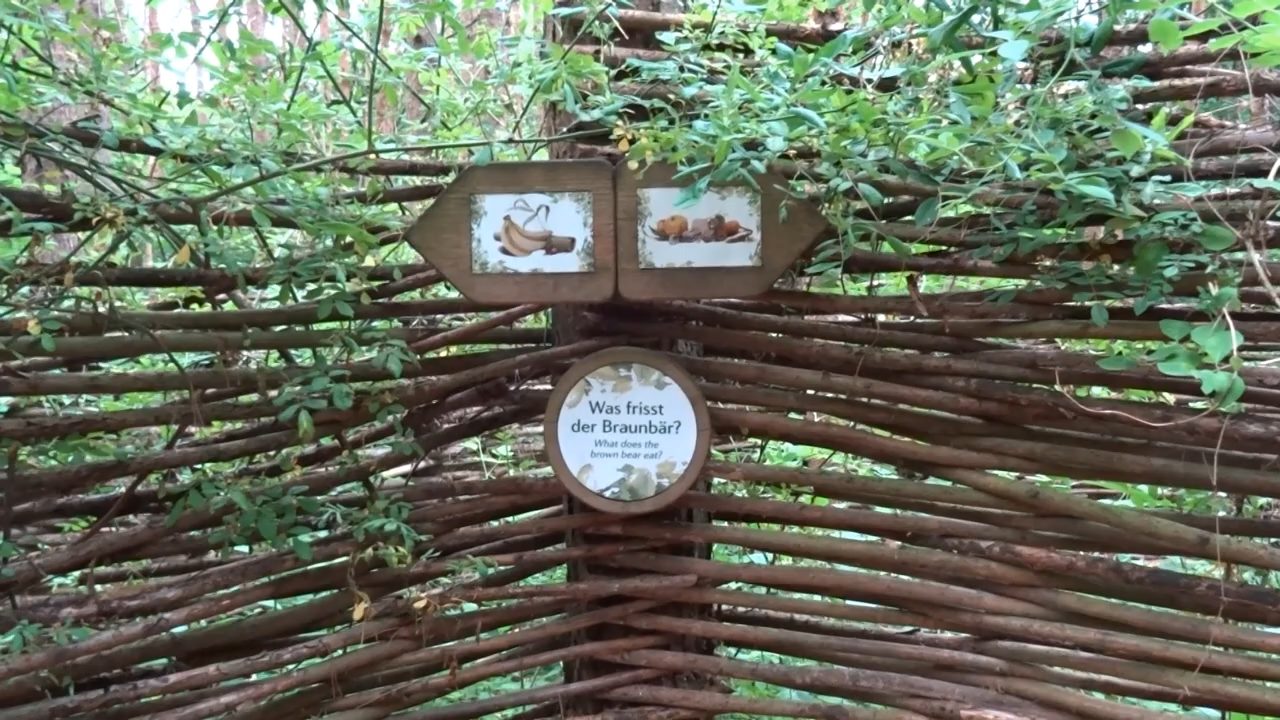 Was frisst
der Braunbär?
What does the
brown bear eat?